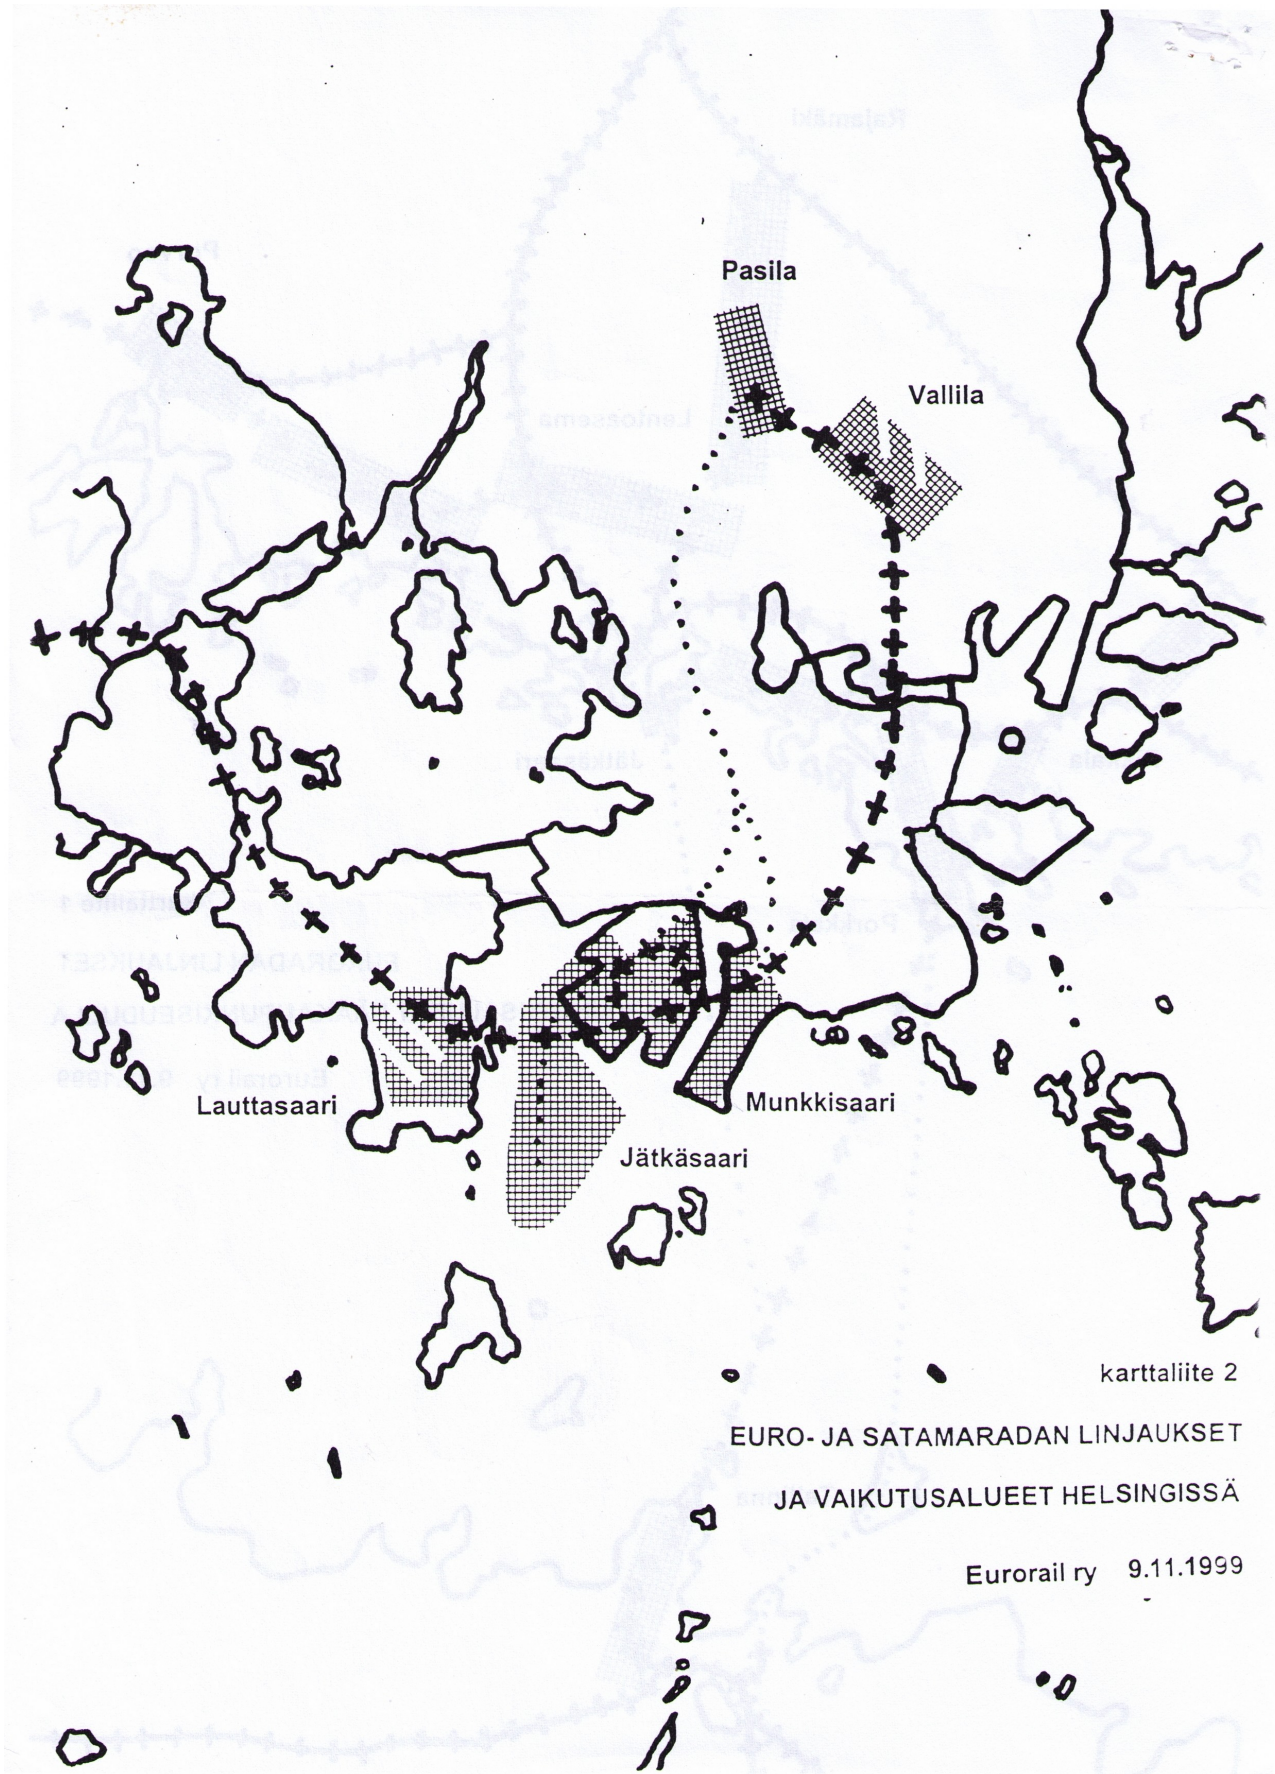 Pasila
Vallila
Lauttasaari
Munkkisaari
Jätkäsaari
karttaliite 2
EURO- JA SATAMARADAN LINJAUKSET
JA VAIKUTUSALUEET HELSINGISSÄ
Eurorail ry 9.11.1999